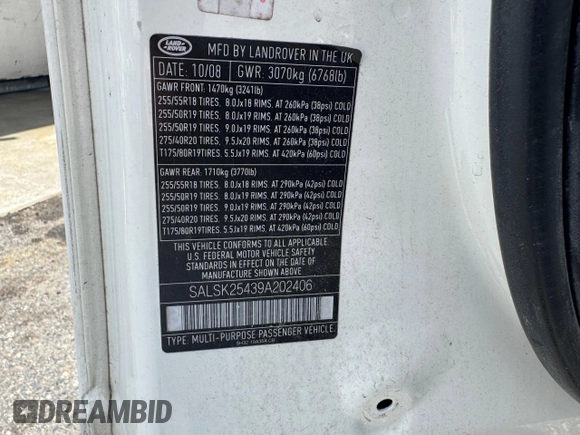 LAND ROVER
MFD BY LANDROVER IN THE UK
DATE: 10/08 GWR: 3070kg (6768lb)
GAWR FRONT: 1470kg (3241lb)
255/55R18 TIRES, 8.0Jx18 RIMS, AT 260kPa (38psi) COLD
255/50R19 TIRES, 8.0Jx19 RIMS, AT 260kPa (38psi) COLD
255/50R19 TIRES, 9.0Jx19 RIMS, AT 260kPa (38psi) COLD
275/40R20 TIRES, 9.5Jx20 RIMS, AT 260kPa (38psi) COLD
T175/80R19TIRES, 5.5Jx19 RIMS, AT 420kPa (60psi) COLD
GAWR REAR: 1710kg (3770lb)
255/55R18 TIRES, 8.0Jx18 RIMS, AT 290kPa (42psi) COLD
255/50R19 TIRES, 8.0Jx19 RIMS, AT 290kPa (42psi) COLD
255/50R19 TIRES, 9.0Jx19 RIMS, AT 290kPa (42psi) COLD
275/40R20 TIRES, 9.5Jx20 RIMS, AT 290kPa (42psi) COLD
T175/80R19TIRES, 5.5Jx19 RIMS, AT 420kPa (60psi) COLD
THIS VEHICLE CONFORMS TO ALL APPLICABLE
U.S. FEDERAL MOTOR VEHICLE SAFETY
STANDARDS IN EFFECT ON THE DATE OF
MANUFACTURE SHOWN ABOVE.
SALSK25439A202406
TYPE: MULTI-PURPOSE PASSENGER VEHICLE.
DREAMBID